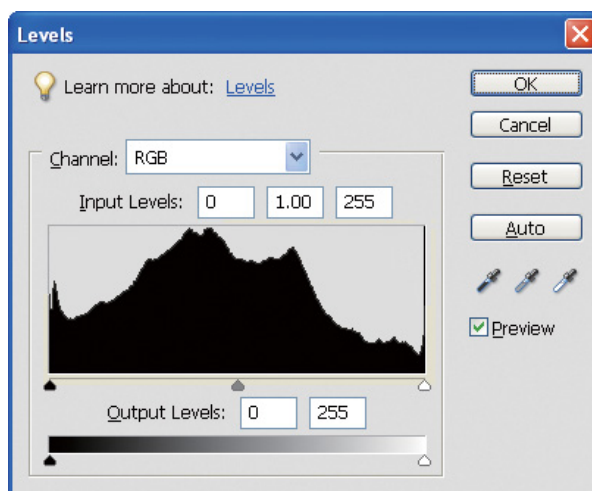 Levels
Learn more about: Levels
OK
Cancel
Channel: RGB
Reset
Input Levels: 0 1.00 255
Auto
Preview
Output Levels: 0 255